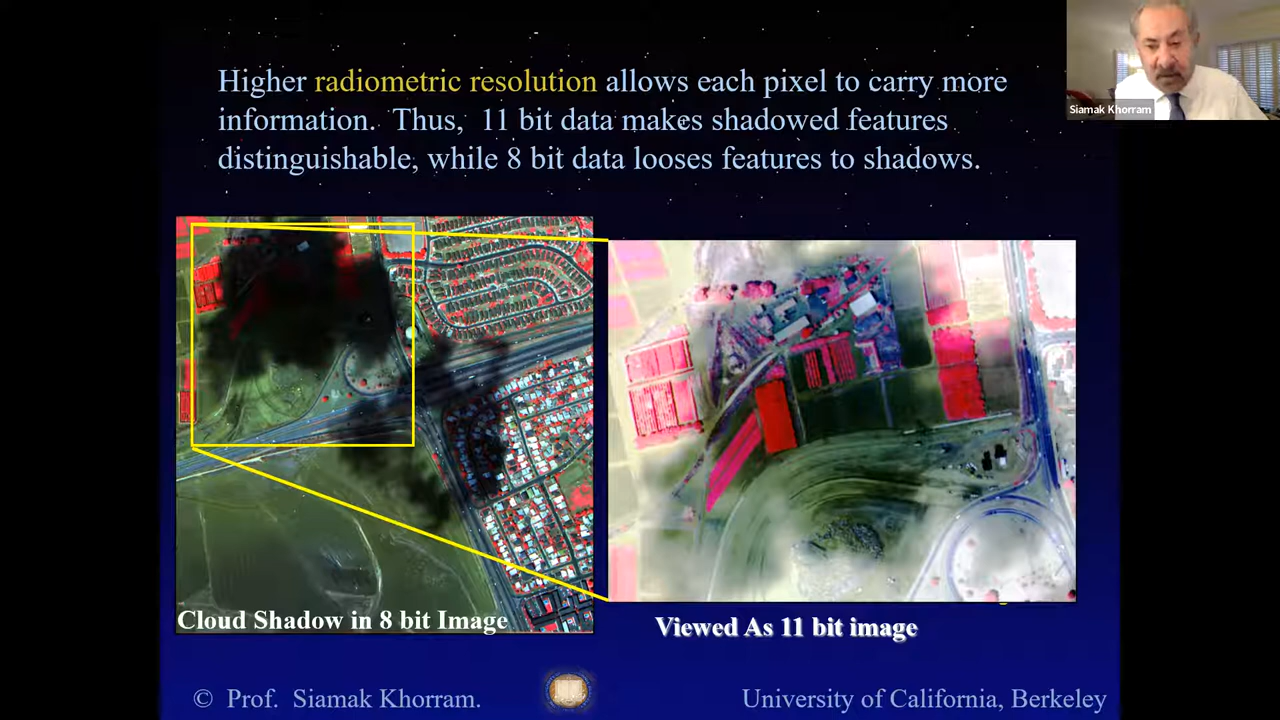 Higher radiometric resolution allows each pixel to carry more
information. Thus, 11 bit data makes shadowed features
distinguishable, while 8 bit data looses features to shadows.
Siamak Khorram
Cloud Shadow in 8 bit Image
Viewed As 11 bit image
© Prof. Siamak Khorram.
University of California, Berkeley